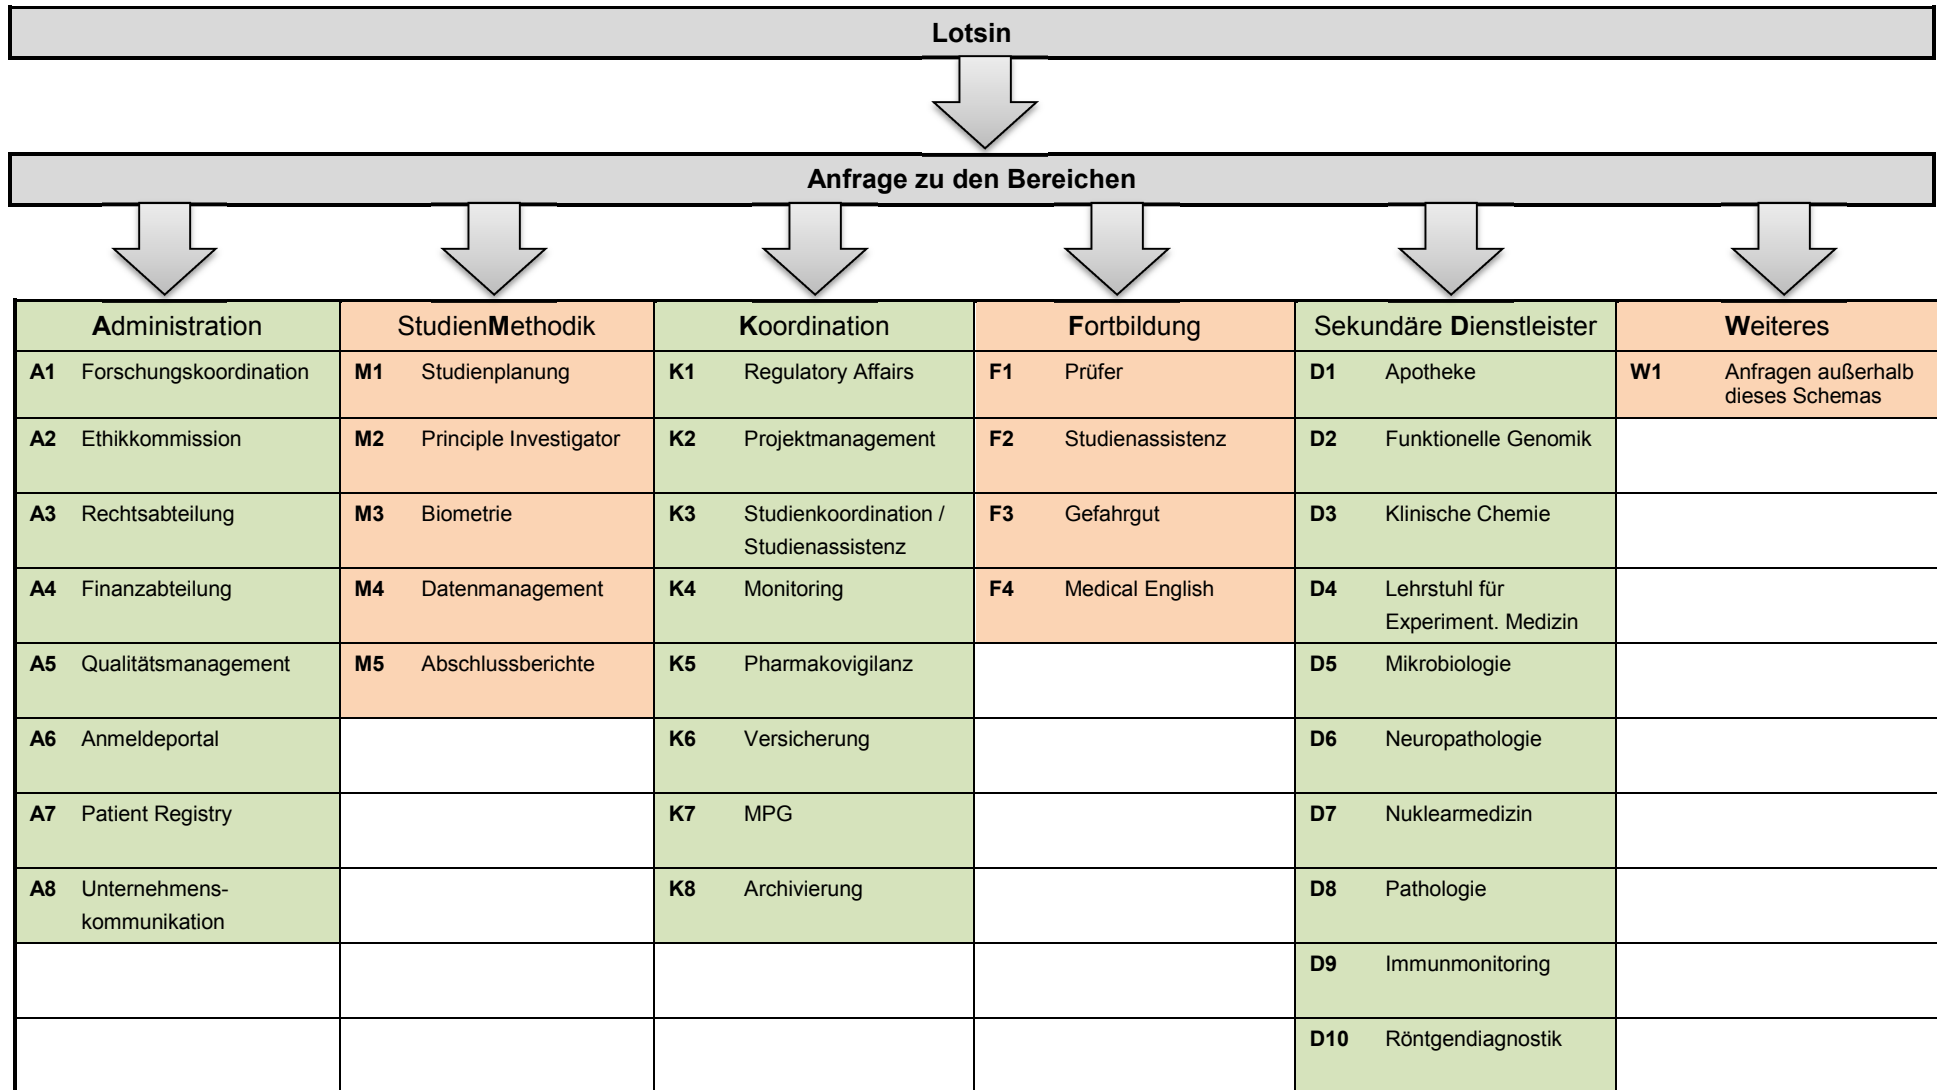 Lotsin
Anfrage zu den Bereichen
Administration
StudienMethodik
Koordination
Fortbildung
Sekundäre Dienstleister
Weiteres
A1 Forschungskoordination
M1 Studienplanung
K1 Regulatory Affairs
F1 Prüfer
D1 Apotheke
W1 Anfragen außerhalb
dieses Schemas
A2 Ethikkommission
M2 Principle Investigator
K2 Projektmanagement
F2 Studienassistenz
D2 Funktionelle Genomik
A3 Rechtsabteilung
M3 Biometrie
K3 Studienkoordination /
Studienassistenz
F3 Gefahrgut
D3 Klinische Chemie
A4 Finanzabteilung
M4 Datenmanagement
K4 Monitoring
F4 Medical English
D4 Lehrstuhl für
Experiment. Medizin
A5 Qualitätsmanagement
M5 Abschlussberichte
K5 Pharmakovigilanz
D5 Mikrobiologie
A6 Anmeldeportal
K6 Versicherung
D6 Neuropathologie
A7 Patient Registry
K7 MPG
D7 Nuklearmedizin
A8 Unternehmens-
kommunikation
K8 Archivierung
D8 Pathologie
D9 Immunmonitoring
D10 Röntgendiagnostik